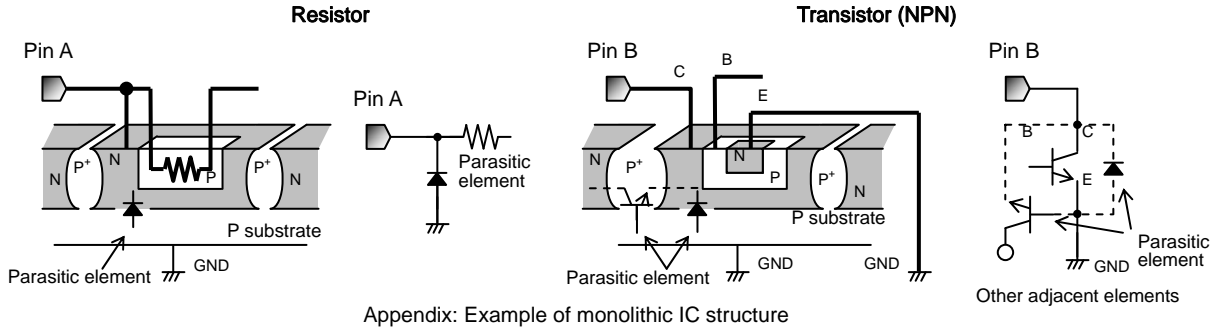 Resistor
Transistor (NPN)
Pin A
Pin A
Parasitic
element
N
P+
N
P
P+
N
P substrate
Parasitic element
GND
Pin B
C
B
E
N
P+
N
N
P
P+
N
P substrate
Parasitic element
GND
GND
Pin B
B
C
E
Parasitic
element
GND
Other adjacent elements
Appendix: Example of monolithic IC structure